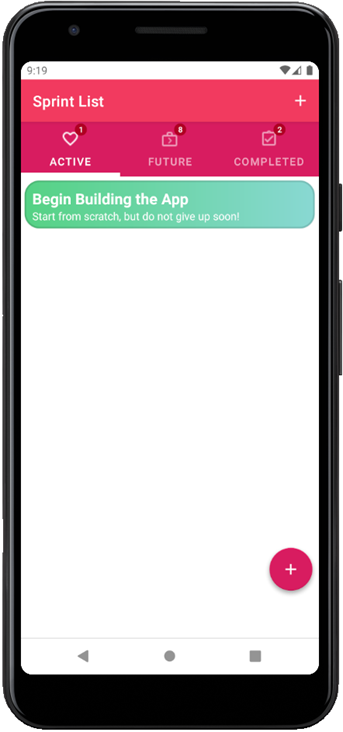 9:19
Sprint List
+
1
8
2
ACTIVE
FUTURE
COMPLETED
Begin Building the App
Start from scratch, but do not give up soon!
+